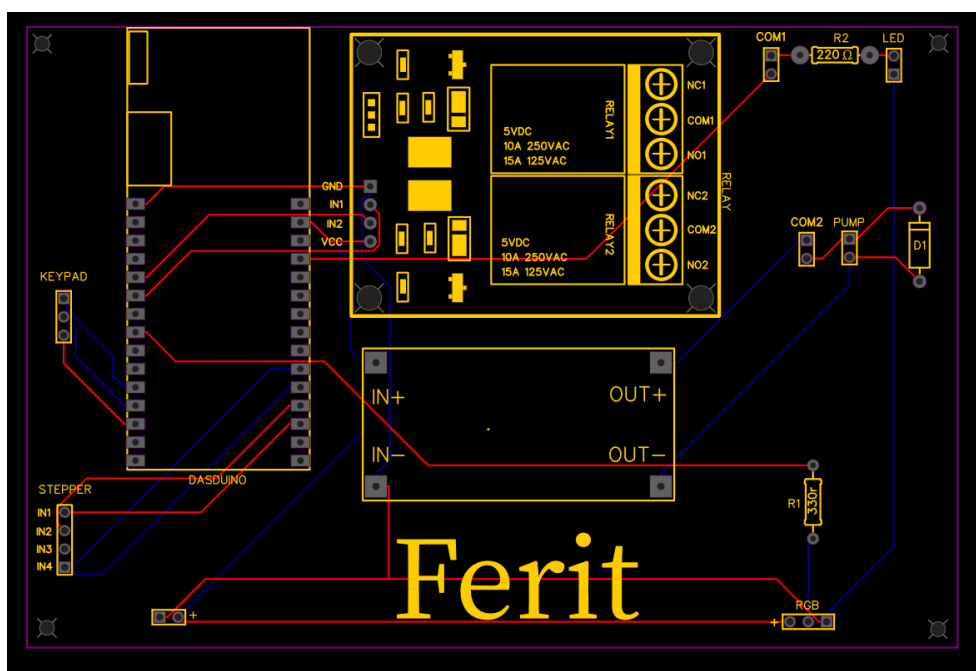 COM1
R2
LED
220 Ω
NC1
COM1
NO1
RELAY1
5VDC
10A 250VAC
15A 125VAC
GND
IN1
IN2
VCC
NC2
COM2
NO2
RELAY
RELAY2
5VDC
10A 250VAC
15A 125VAC
COM2
PUMP
D1
KEYPAD
IN+
OUT+
IN-
OUT-
DASDUINO
STEPPER
IN1
IN2
IN3
IN4
R1
330r
Ferit
+
RGB
+